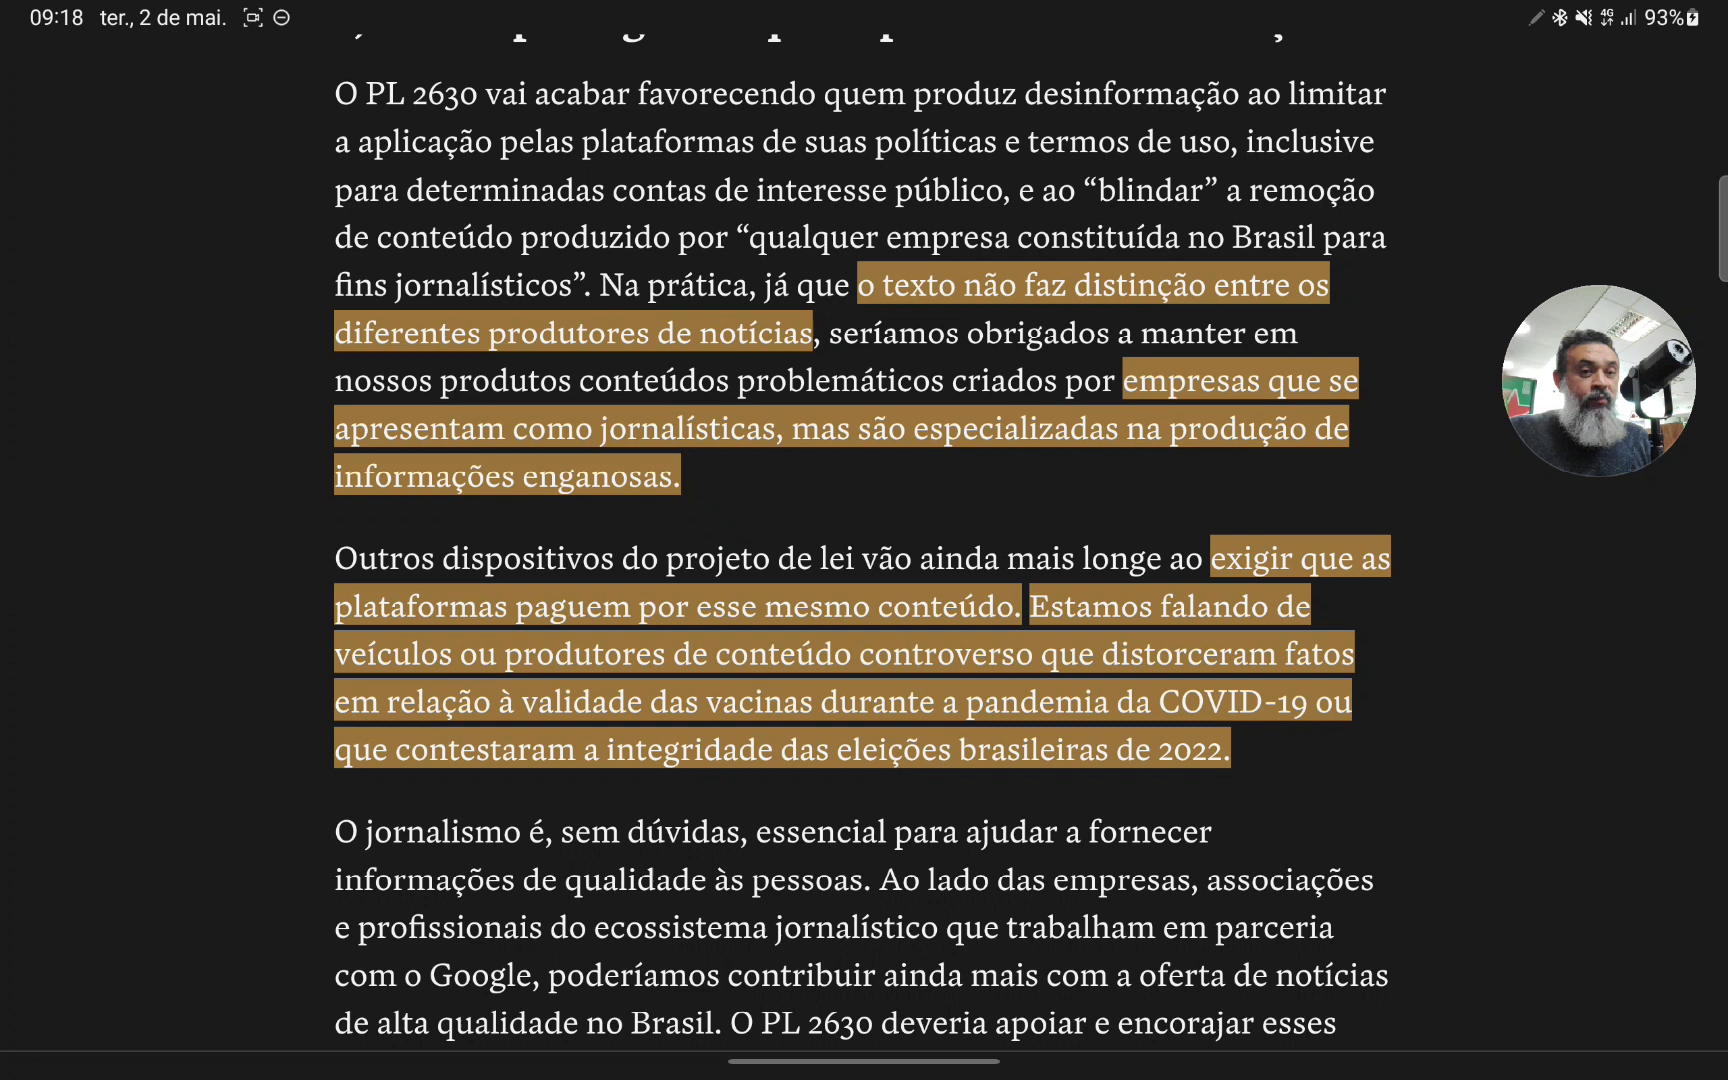 09:18 ter., 2 de mai.
4G
93%
O PL 2630 vai acabar favorecendo quem produz desinformação ao limitar
a aplicação pelas plataformas de suas políticas e termos de uso, inclusive
para determinadas contas de interesse público, e ao “blindar” a remoção
de conteúdo produzido por “qualquer empresa constituída no Brasil para
fins jornalísticos”. Na prática, já que o texto não faz distinção entre os
diferentes produtores de notícias, seríamos obrigados a manter em
nossos produtos conteúdos problemáticos criados por empresas que se
apresentam como jornalísticas, mas são especializadas na produção de
informações enganosas.
Outros dispositivos do projeto de lei vão ainda mais longe ao exigir que as
plataformas paguem por esse mesmo conteúdo. Estamos falando de
veículos ou produtores de conteúdo controverso que distorceram fatos
em relação à validade das vacinas durante a pandemia da COVID-19 ou
que contestaram a integridade das eleições brasileiras de 2022.
O jornalismo é, sem dúvidas, essencial para ajudar a fornecer
informações de qualidade às pessoas. Ao lado das empresas, associações
e profissionais do ecossistema jornalístico que trabalham em parceria
com o Google, poderíamos contribuir ainda mais com a oferta de notícias
de alta qualidade no Brasil. O PL 2630 deveria apoiar e encorajar esses